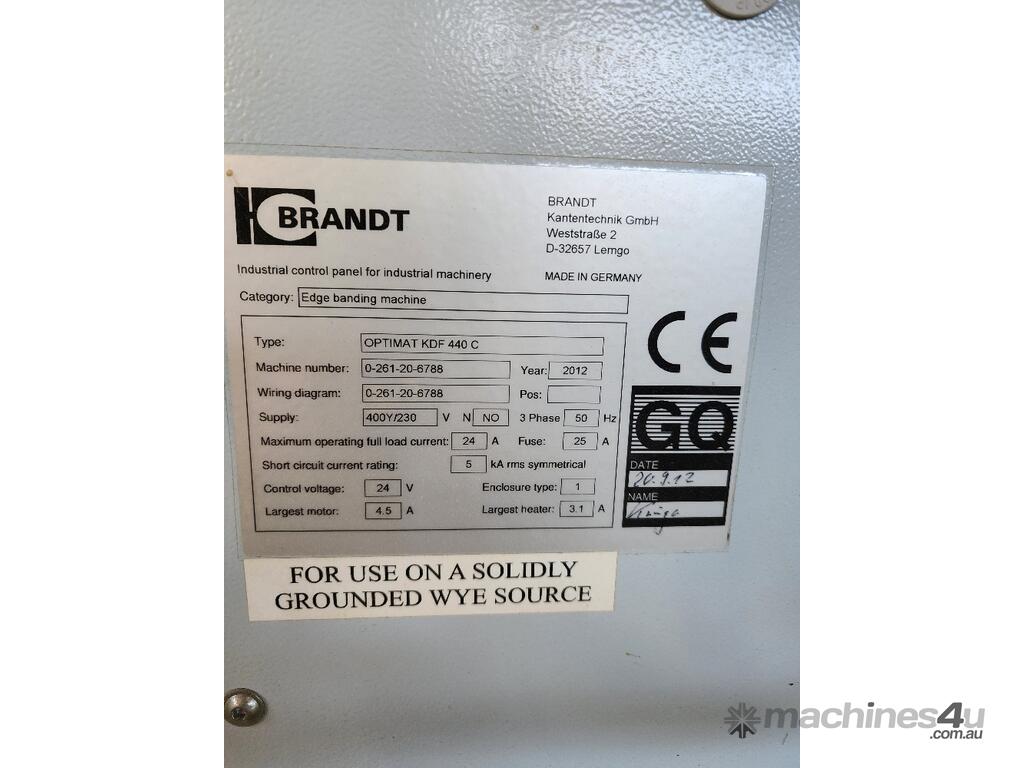 BRANDT
BRANDT
Kantentechnik GmbH
Weststraße 2
D-32657 Lemgo
Industrial control panel for industrial machinery MADE IN GERMANY
Category: Edge banding machine
Type: OPTIMAT KDF 440 C
Machine number: 0-261-20-6788 Year: 2012
Wiring diagram: 0-261-20-6788 Pos:
Supply: 400Y/230 V N NO 3 Phase 50 Hz
Maximum operating full load current: 24 A Fuse: 25 A
Short circuit current rating: 5 kA rms symmetrical
Control voltage: 24 V Enclosure type: 1
Largest motor: 4.5 A Largest heater: 3.1 A
CE
GQ
DATE
20.9.12
NAME
FOR USE ON A SOLIDLY
GROUNDED WYE SOURCE
machines4u
.com.au